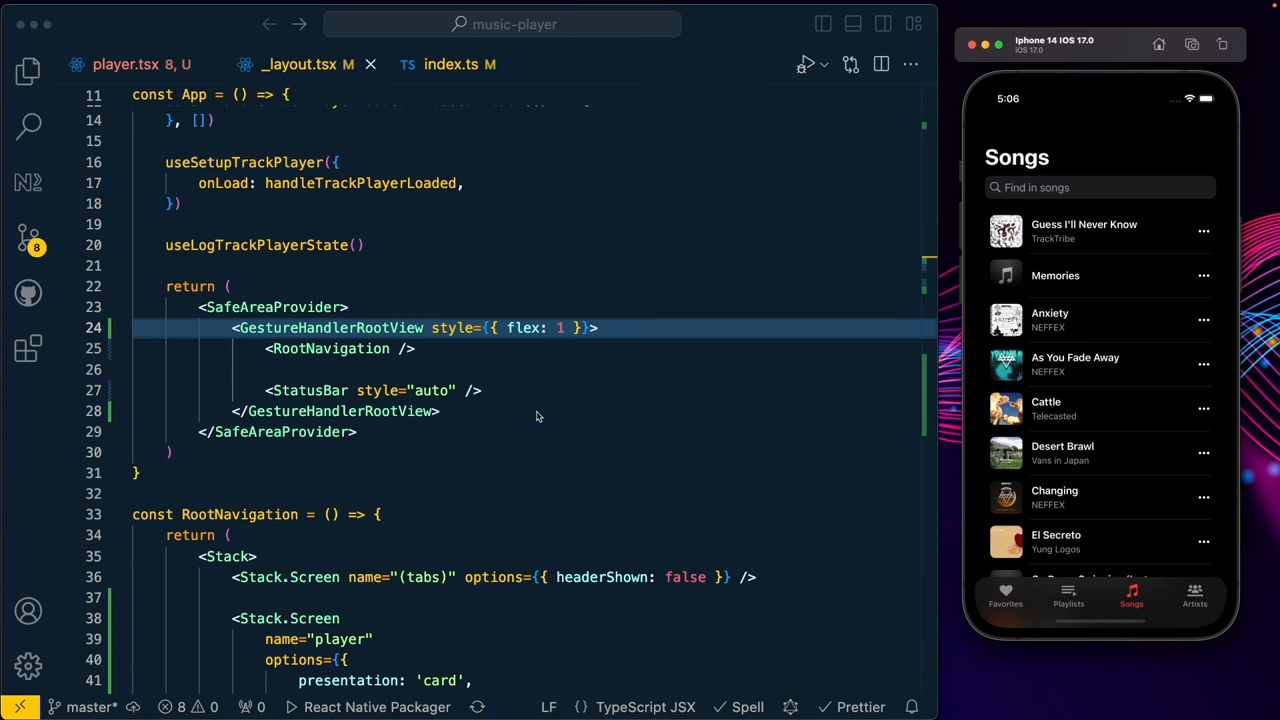 music-player
player.tsx 8, U
_layout.tsx M
TS index.ts M
11 const App = () => {
14 }, [])
15
16 useSetupTrackPlayer({
17 onLoad: handleTrackPlayerLoaded,
18 })
19
20 useLogTrackPlayerState()
21
22 return (
23 <SafeAreaProvider>
24 <GestureHandlerRootView style={{ flex: 1 }}>
25 <RootNavigation />
26
27 <StatusBar style="auto" />
28 </GestureHandlerRootView>
29 </SafeAreaProvider>
30 )
31 }
32
33 const RootNavigation = () => {
34 return (
35 <Stack>
36 <Stack.Screen name="(tabs)" options={{ headerShown: false }} />
37
38 <Stack.Screen
39 name="player"
40 options={{
41 presentation: 'card',
8
master*
8 0
0
React Native Packager
LF
{} TypeScript JSX
Spell
Prettier
Iphone 14 IOS 17.0
iOS 17.0
5:06
Songs
Find in songs
Guess I'll Never Know
TrackTribe
Memories
Anxiety
NEFFEX
As You Fade Away
NEFFEX
Cattle
Telecasted
Desert Brawl
Vans in Japan
Changing
NEFFEX
El Secreto
Yung Logos
Favorites
Playlists
Songs
Artists